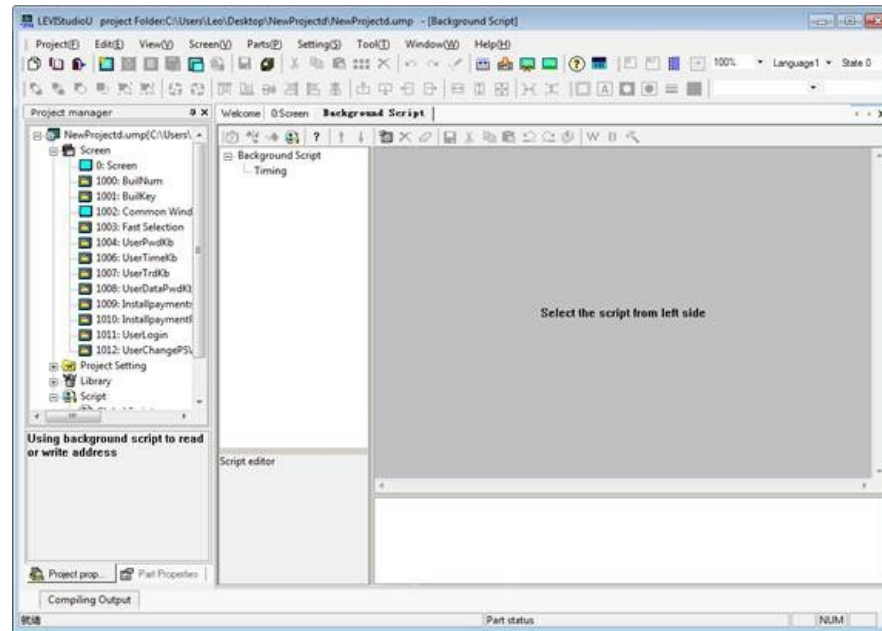 LEVIStudioU project Folder:C:\Users\Leo\Desktop\NewProjectd\NewProjectd.ump - [Background Script]
Project(F) Edit(E) View(V) Screen(V) Parts(P) Setting(S) Tool(T) Window(W) Help(H)
100% Language1 State 0
A
Project manager
Welcome 0:Screen Background Script
? W B
NewProjectd.ump(C:\Users\
Screen
0: Screen
1000: BuilNum
1001: BuilKey
1002: Common Wind
1003: Fast Selection
1004: UserPwdKb
1006: UserTimeKb
1007: UserTrdKb
1008: UserDataPwdKb
1009: Installpayments
1010: Installpayment
1011: UserLogin
1012: UserChangePS
Project Setting
Library
Script
Background Script
Timing
Select the script from left side
Using background script to read
or write address
Script editor
Project prop... Part Properties
Compiling Output
就绪 Part status NUM